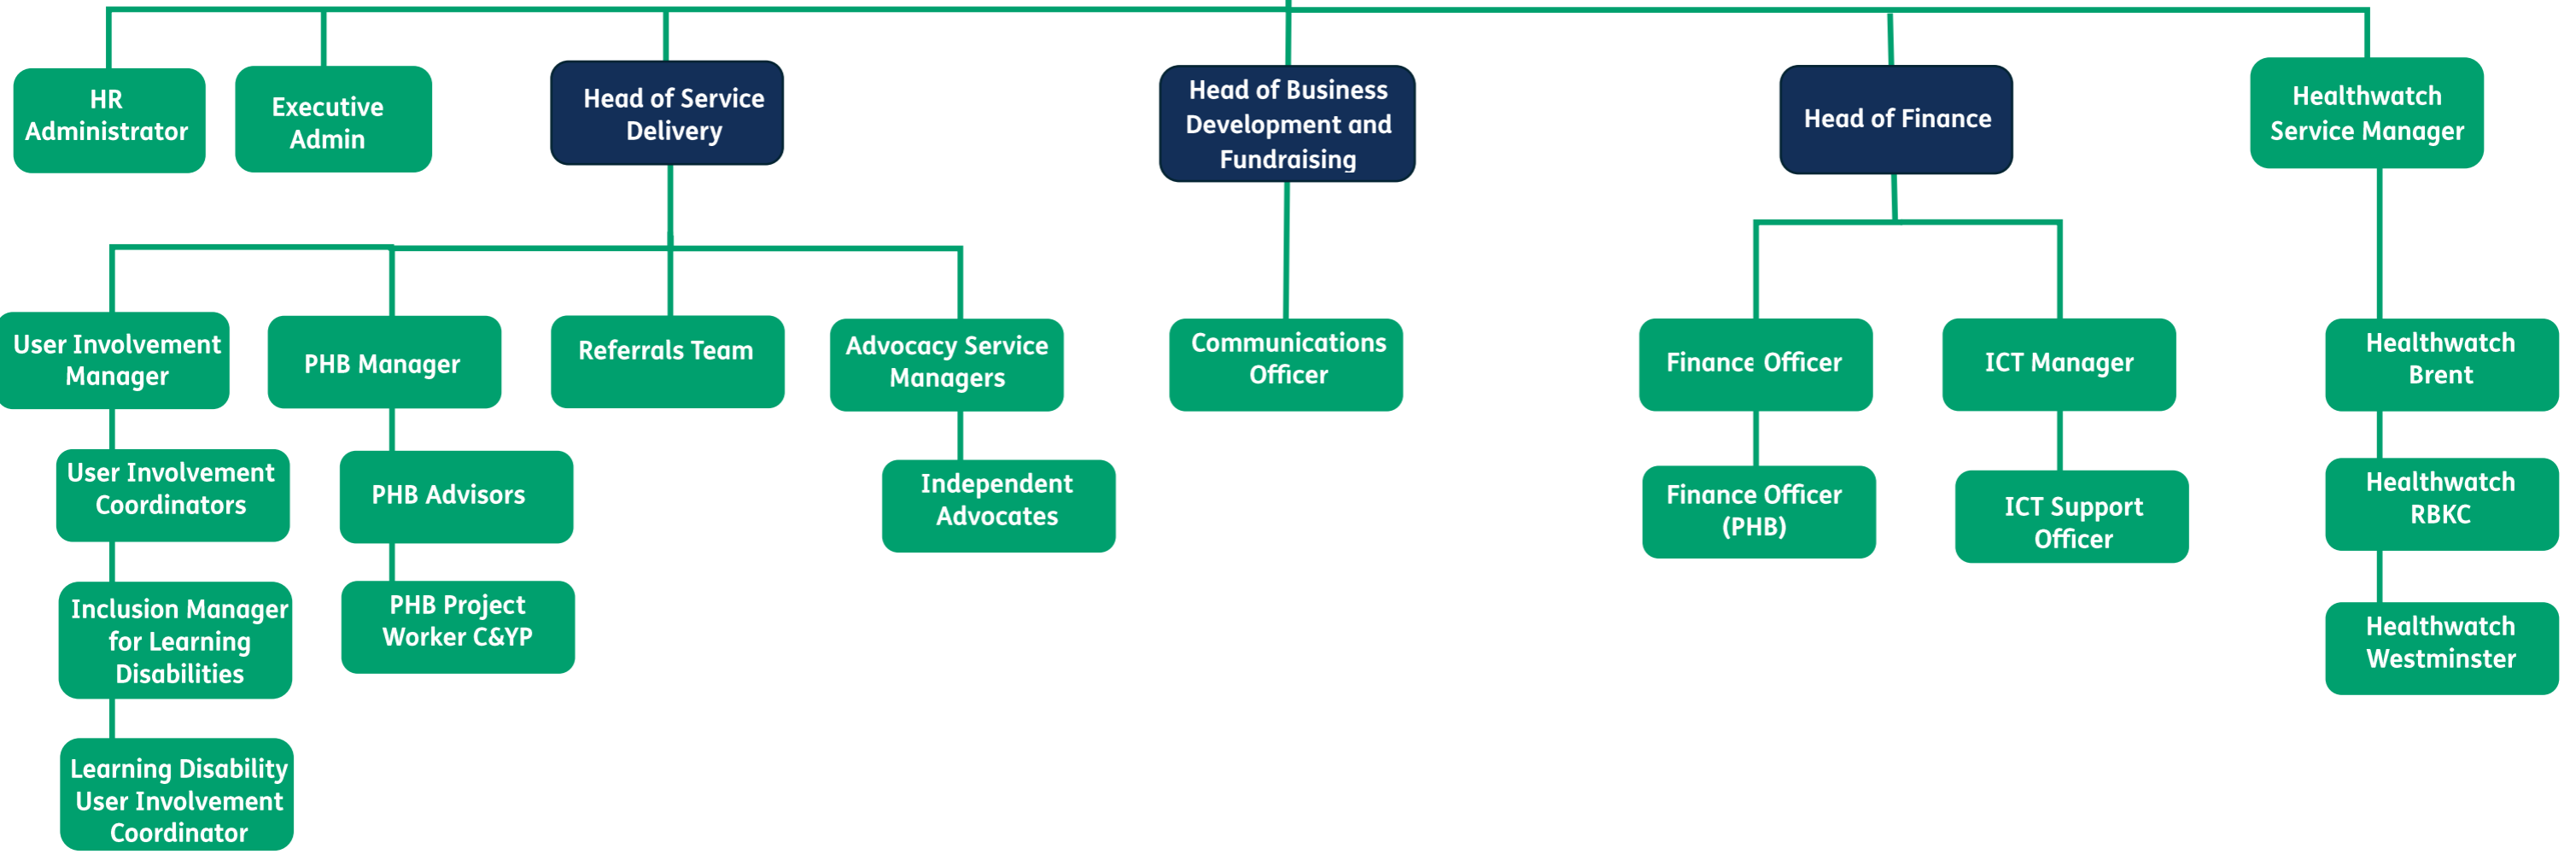 HR
Administrator
Executive
Admin
Head of Service
Delivery
Head of Business
Development and
Fundraising
Head of Finance
Healthwatch
Service Manager
User Involvement
Manager
PHB Manager
Referrals Team
Advocacy Service
Managers
Communications
Officer
Finance Officer
ICT Manager
Healthwatch
Brent
User Involvement
Coordinators
PHB Advisors
Independent
Advocates
Finance Officer
(PHB)
ICT Support
Officer
Healthwatch
RBKC
Inclusion Manager
for Learning
Disabilities
PHB Project
Worker C&YP
Healthwatch
Westminster
Learning Disability
User Involvement
Coordinator